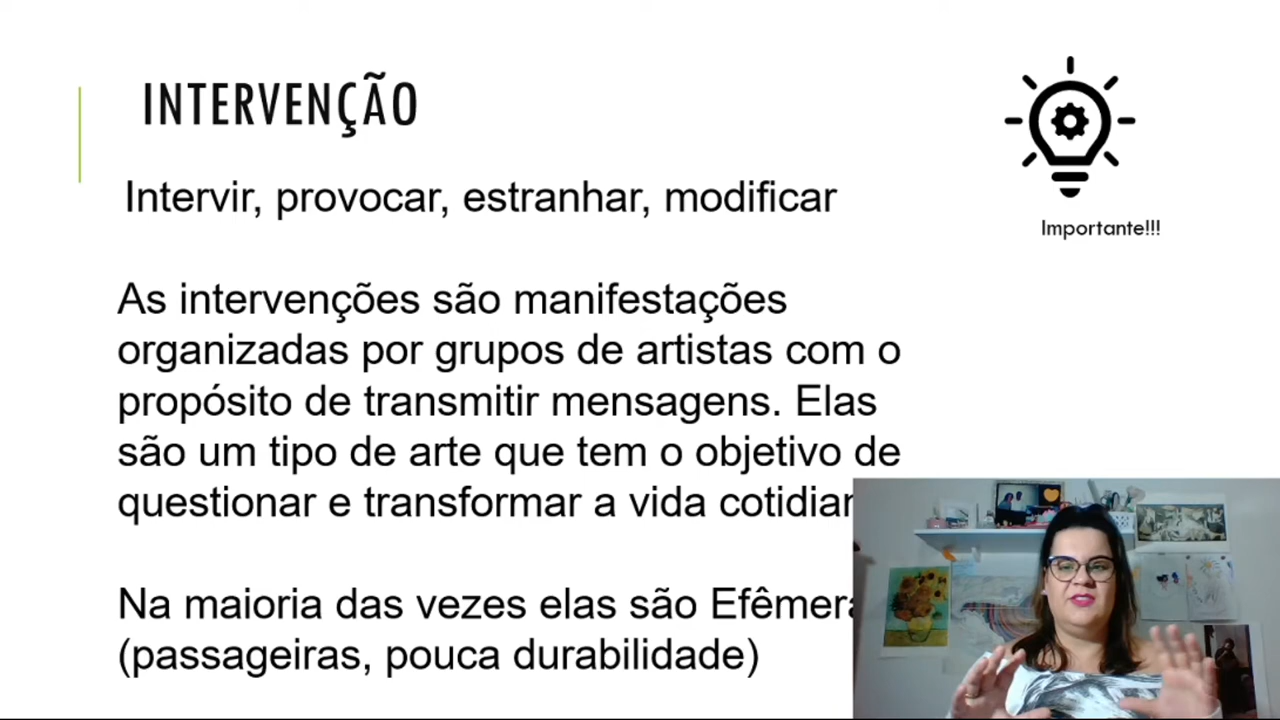 INTERVENÇÃO
Importante!!!
Intervir, provocar, estranhar, modificar
As intervenções são manifestações
organizadas por grupos de artistas com o
propósito de transmitir mensagens. Elas
são um tipo de arte que tem o objetivo de
questionar e transformar a vida
Na maioria das vezes elas são
(passageiras, pouca durabilidade)